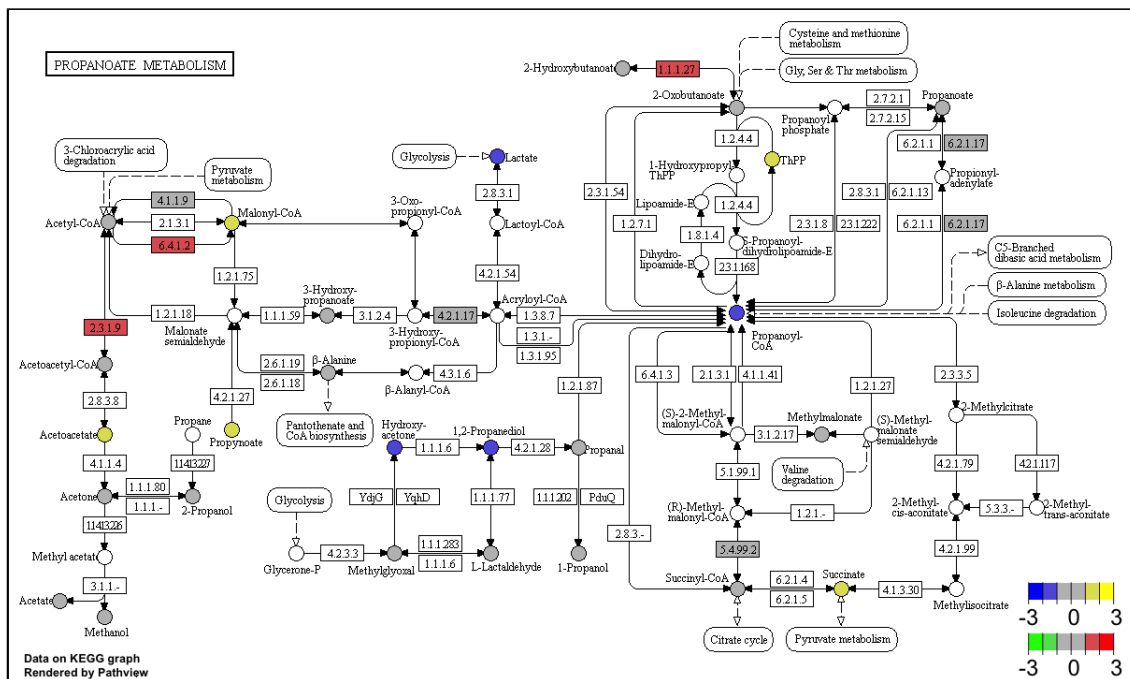 PROPANOATE METABOLISM
Cysteine and methionine
metabolism
2-Hydroxybutanoate
1.1.1.27
Gly, Ser & Thr metabolism
2-Oxobutanoate
Propanoyl
phosphate
2.7.2.1
2.7.2.15
Propanoate
1.2.4.4
ThPP
6.2.1.1
6.2.1.17
3-Chloroacrylic acid
degradation
Pyruvate
metabolism
Glycolysis
Lactate
1-Hydroxypropyl-
ThPP
Propionyl-
adenylate
2.8.3.1
2.3.1.54
1.2.7.1
Lipoamide-E
1.2.4.4
2.8.3.1
6.2.1.13
4.1.1.9
Acetyl-CoA
2.1.3.1
Malonyl-CoA
6.4.1.2
3-Oxo-
propionyl-CoA
Lactoyl-CoA
1.8.1.4
2.3.1.8
2.3.1.222
6.2.1.1
6.2.1.17
Dihydro-
lipoamide-E
S-Propanoyl-
dihydrolipoamide-E
2.3.1.168
C5-Branched
dibasic acid metabolism
1.2.1.75
4.2.1.54
β-Alanine metabolism
Isoleucine degradation
1.2.1.18
Malonate
semialdehyde
1.1.1.59
3-Hydroxy-
propanoate
3.1.2.4
3-Hydroxy-
propionyl-CoA
4.2.1.17
Acryloyl-CoA
1.3.8.7
1.3.1.-
1.3.1.95
Propanoyl-
CoA
2.3.1.9
Acetoacetyl-CoA
2.6.1.19
2.6.1.18
β-Alanine
β-Alanyl-CoA
4.3.1.6
1.2.1.87
6.4.1.3
2.1.3.1
4.1.1.41
1.2.1.27
2.3.3.5
2.8.3.8
4.2.1.27
Pantothenate and
CoA biosynthesis
Acetoacetate
Propane
Propynoate
Hydroxy-
acetone
1.1.1.6
1,2-Propanediol
4.2.1.28
Propanal
(S)-2-Methyl-
malonyl-CoA
3.1.2.17
Methylmalonate
(S)-Methyl-
malonate
semialdehyde
2-Methylcitrate
4.1.1.4
1.14.13.227
5.1.99.1
Valine
degradation
4.2.1.79
4.2.1.117
Acetone
1.1.1.80
1.1.1.-
2-Propanol
Glycolysis
YdjG
YqhD
1.1.1.77
1.1.1.202
PduQ
(R)-Methyl-
malonyl-CoA
1.2.1.-
2-Methyl-
cis-aconitate
5.3.3.-
2-Methyl-
trans-aconitate
1.14.13.226
2.8.3.-
Methyl acetate
Glycerone-P
4.2.3.3
Methylglyoxal
1.1.1.283
1.1.1.6
L-Lactaldehyde
1-Propanol
5.4.99.2
4.2.1.99
3.1.1.-
Acetate
Methanol
Succinyl-CoA
6.2.1.4
6.2.1.5
Succinate
4.1.3.30
Methylisocitrate
Citrate cycle
Pyruvate metabolism
-3 0 3
-3 0 3
Data on KEGG graph
Rendered by Pathview